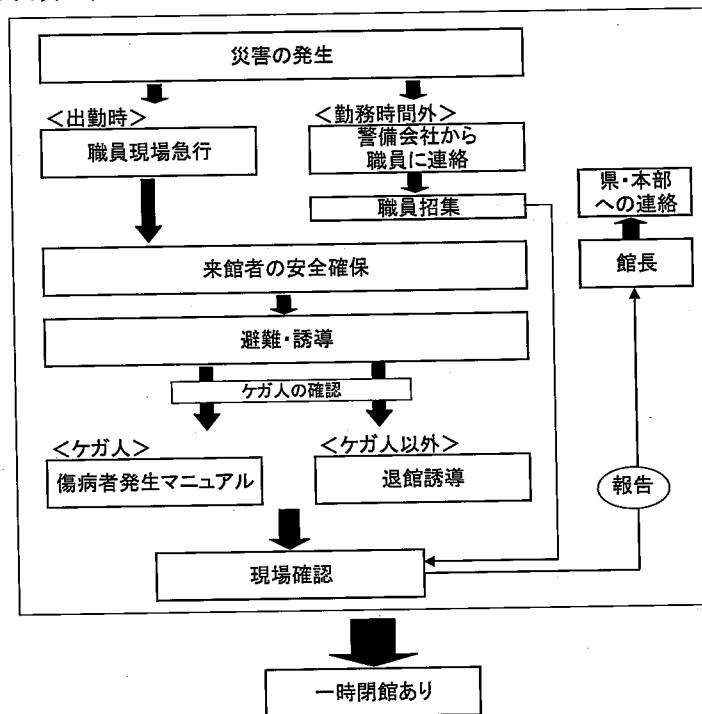 災害の発生
<出勤時>
職員現場急行
<勤務時間外>
警備会社から
職員に連絡
職員招集
県・本部
への連絡
館長
来館者の安全確保
避難・誘導
ケガ人の確認
<ケガ人>
傷病者発生マニュアル
<ケガ人以外>
退館誘導
報告
現場確認
一時閉館あり